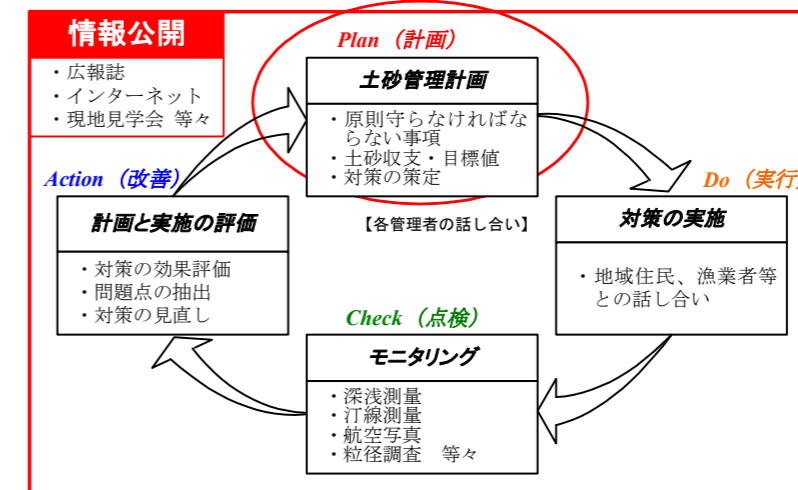 情報公開
・広報誌
・インターネット
・現地見学会 等々
Plan（計画）
土砂管理計画
・原則守らなければな
らない事項
・土砂収支・目標値
・対策の策定
【各管理者の話し合い】
Do（実行）
対策の実施
・地域住民、漁業者等
との話し合い
Check（点検）
モニタリング
・深浅測量
・汀線測量
・航空写真
・粒径調査　等々
Action（改善）
計画と実施の評価
・対策の効果評価
・問題点の抽出
・対策の見直し